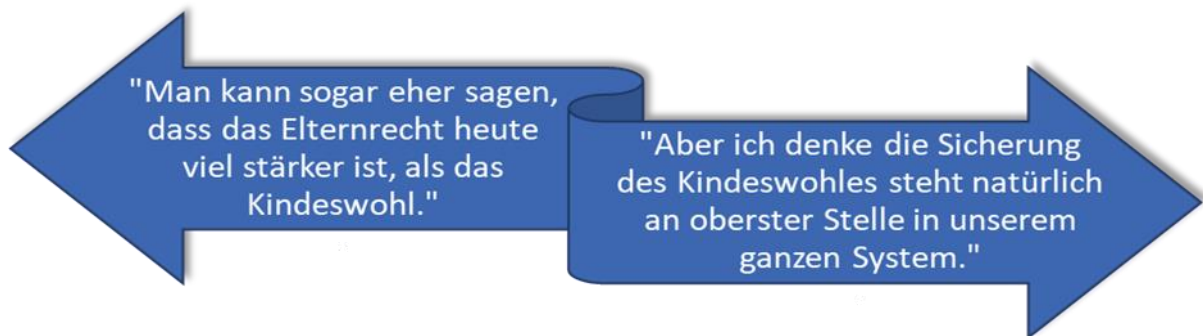 "Man kann sogar eher sagen,
dass das Elternrecht heute
viel stärker ist, als das
Kindeswohl."
"Aber ich denke die Sicherung
des Kindeswohles steht natürlich
an oberster Stelle in unserem
ganzen System."